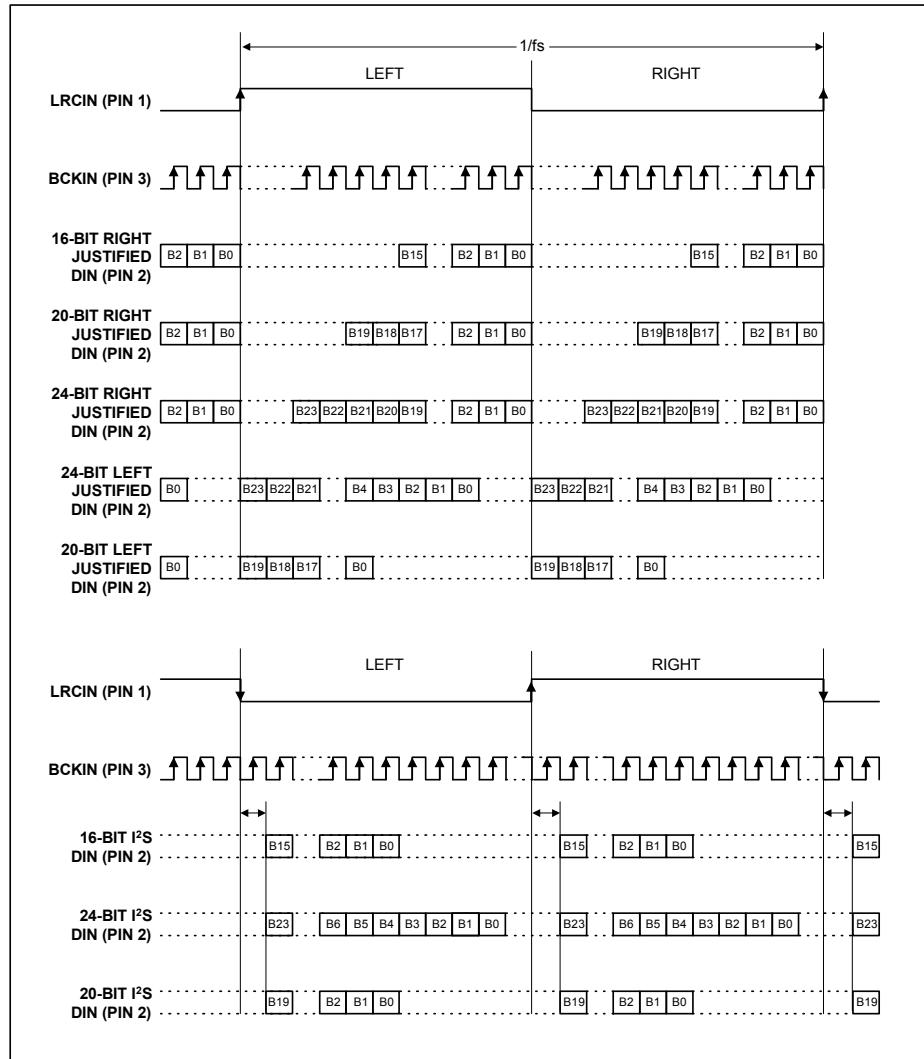 1/fs
LEFT RIGHT
LRCIN (PIN 1)
BCKIN (PIN 3)
16-BIT RIGHT
JUSTIFIED
DIN (PIN 2)
B2 B1 B0 B15 B2 B1 B0 B15 B2 B1 B0
20-BIT RIGHT
JUSTIFIED
DIN (PIN 2)
B2 B1 B0 B19 B18 B17 B2 B1 B0 B19 B18 B17 B2 B1 B0
24-BIT RIGHT
JUSTIFIED
DIN (PIN 2)
B2 B1 B0 B23 B22 B21 B20 B19 B2 B1 B0 B23 B22 B21 B20 B19 B2 B1 B0
24-BIT LEFT
JUSTIFIED
DIN (PIN 2)
B0 B23 B22 B21 B4 B3 B2 B1 B0 B23 B22 B21 B4 B3 B2 B1 B0
20-BIT LEFT
JUSTIFIED
DIN (PIN 2)
B0 B19 B18 B17 B0 B19 B18 B17 B0
LEFT RIGHT
LRCIN (PIN 1)
BCKIN (PIN 3)
16-BIT I²S
DIN (PIN 2)
B15 B2 B1 B0 B15 B2 B1 B0 B15
24-BIT I²S
DIN (PIN 2)
B23 B6 B5 B4 B3 B2 B1 B0 B23 B6 B5 B4 B3 B2 B1 B0 B23
20-BIT I²S
DIN (PIN 2)
B19 B2 B1 B0 B19 B2 B1 B0 B19